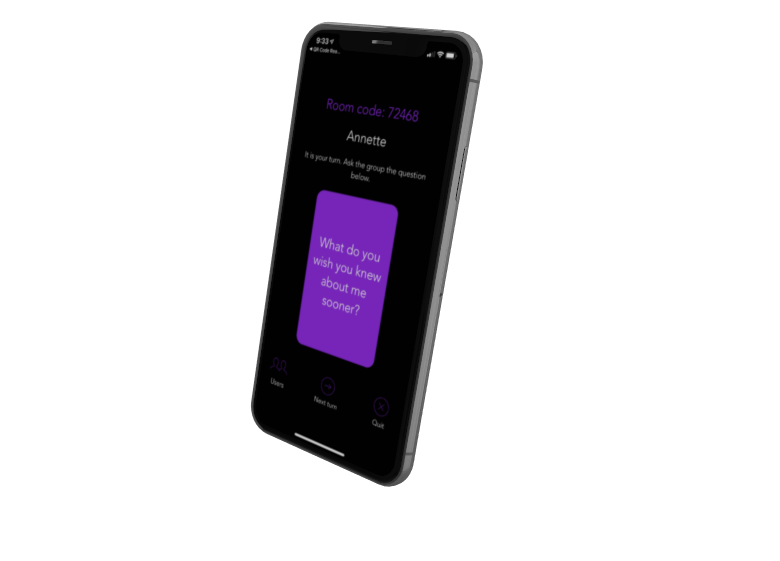 9:33
◀ QR Code Rea...
Room code: 72468
Annette
It is your turn. Ask the group the question
below.
What do you
wish you knew
about me
sooner?
Users
Next turn
Quit